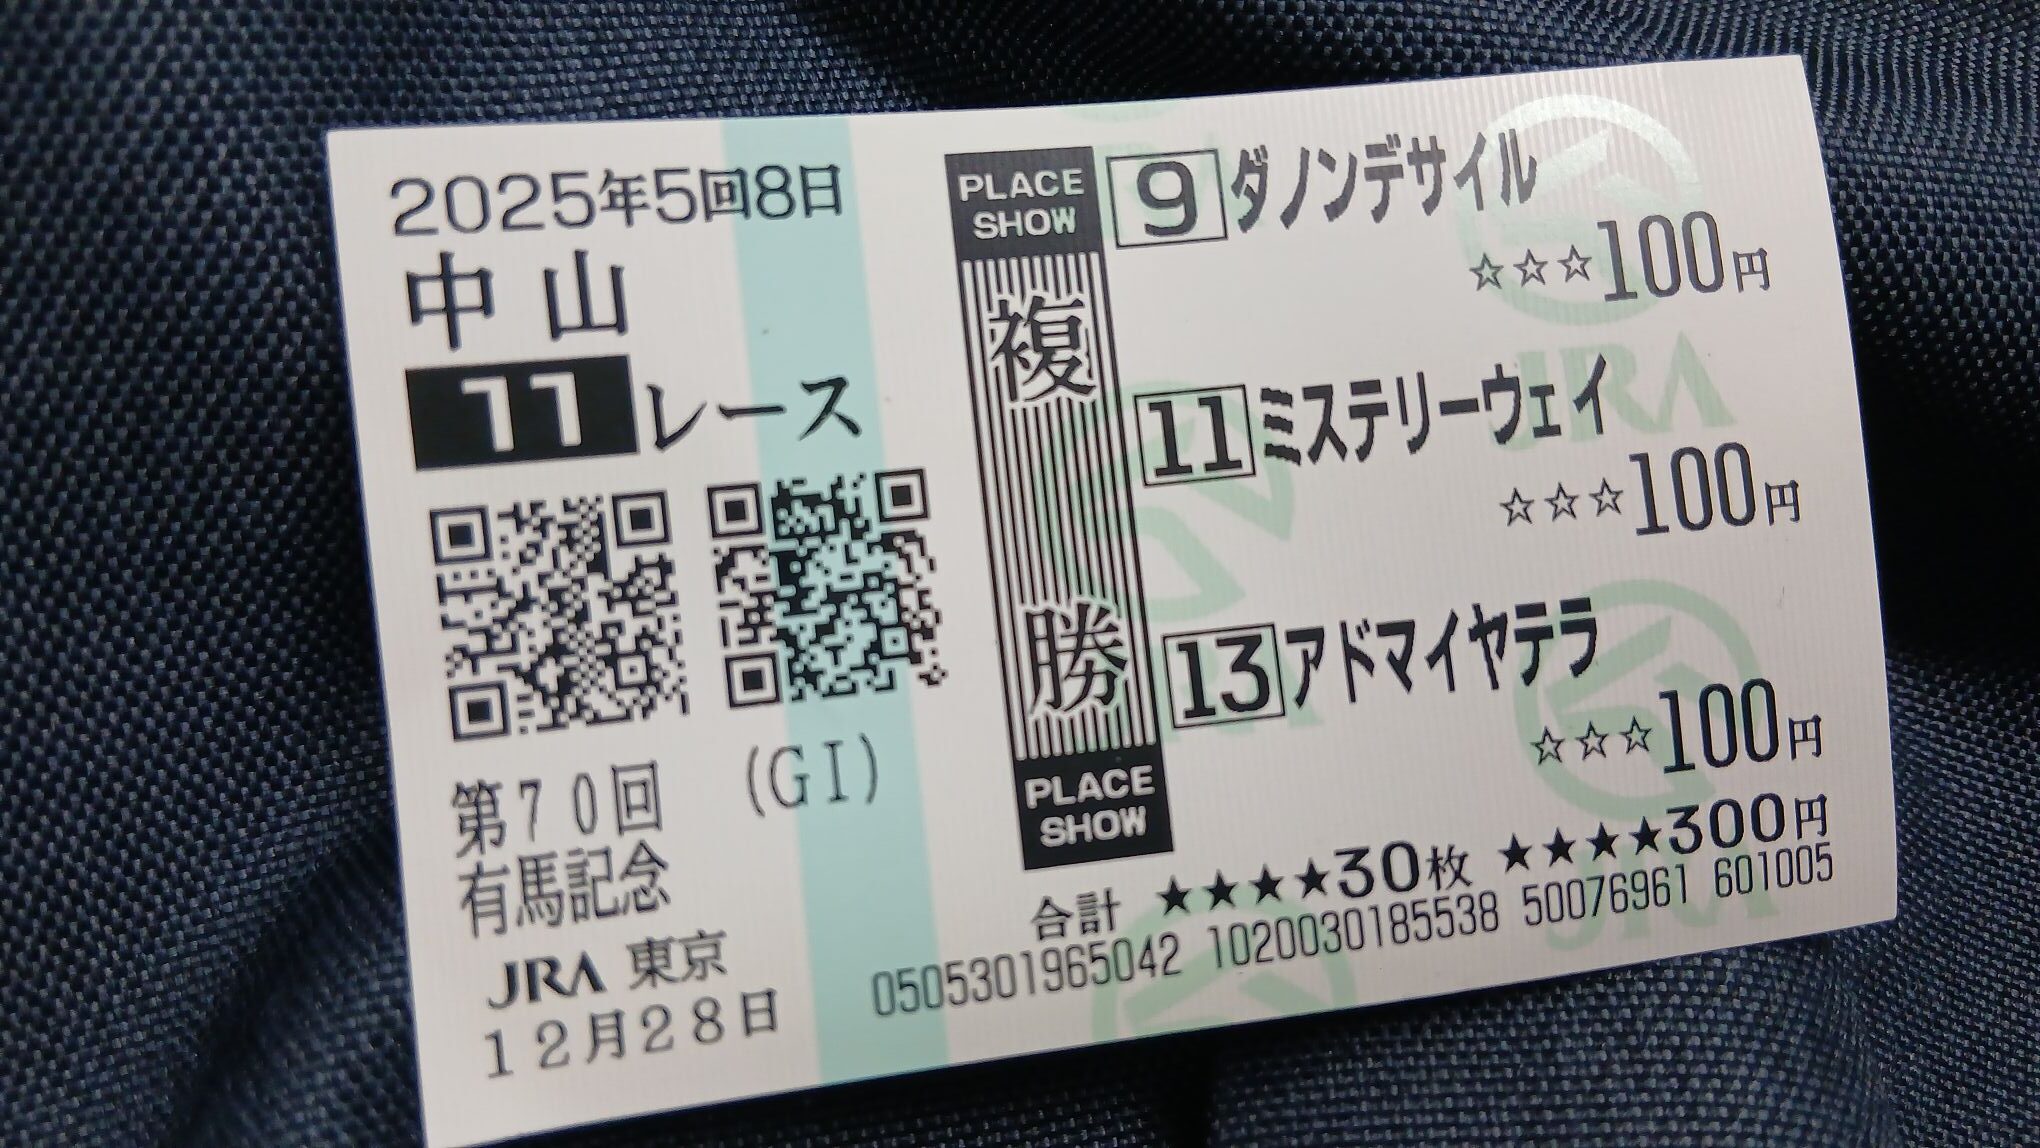 2025年5回8日
中山
11レース
第70回 (GI)
有馬記念
JRA 東京
12月28日
PLACE
SHOW
複勝
PLACE
SHOW
9 ダノンデサイル
☆☆☆100円
11 ミステリーウェイ
☆☆☆100円
13 アドマイヤテラ
☆☆☆100円
合計 ★★★★30枚 ★★★★300円
0505301965042 1020030185538 50076961 601005
JRA